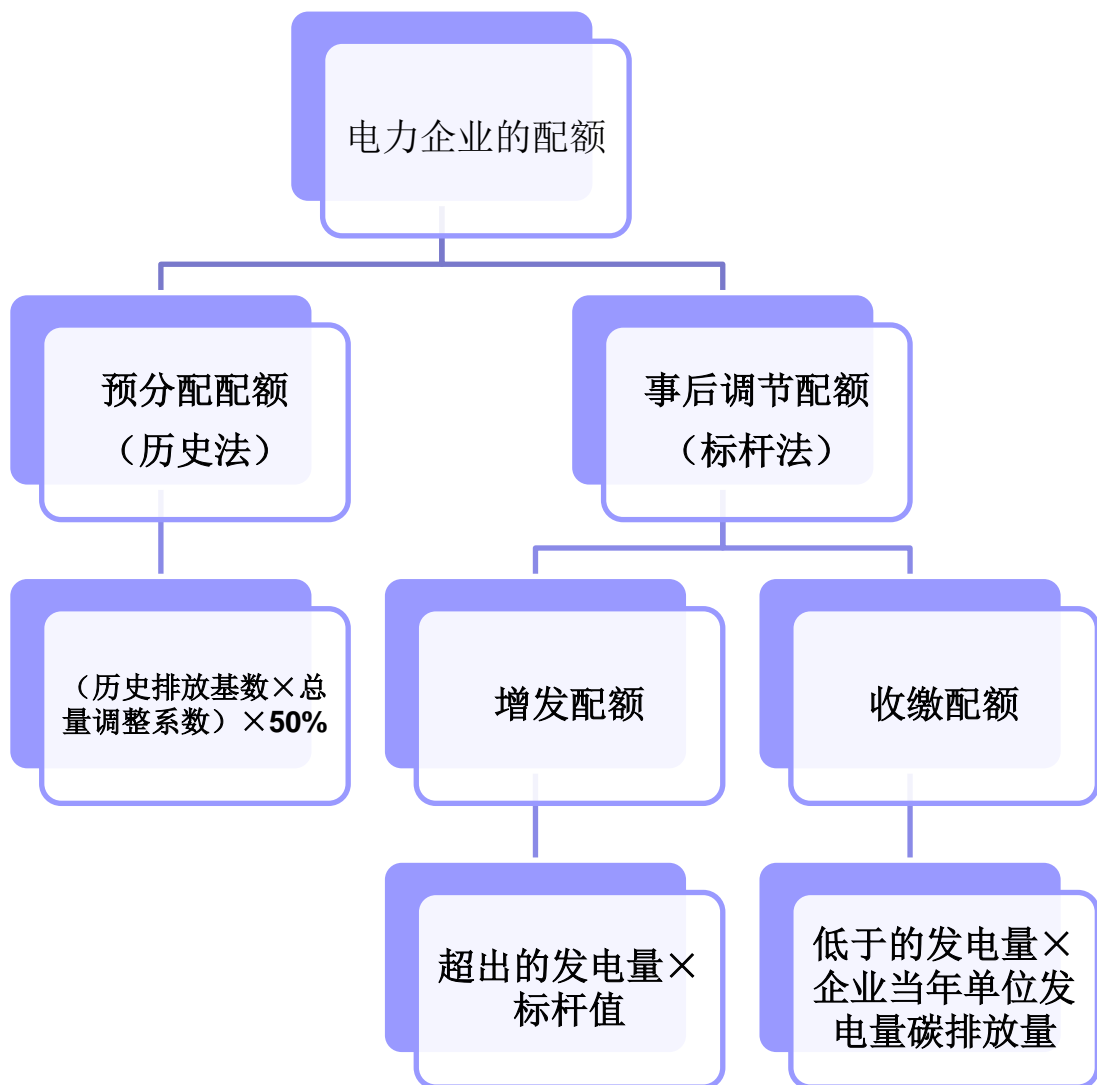 电力企业的配额
预分配配额
（历史法）
事后调节配额
（标杆法）
（历史排放基数×总
量调整系数）×50%
增发配额
收缴配额
超出的发电量×
标杆值
低于的发电量×
企业当年单位发
电量碳排放量